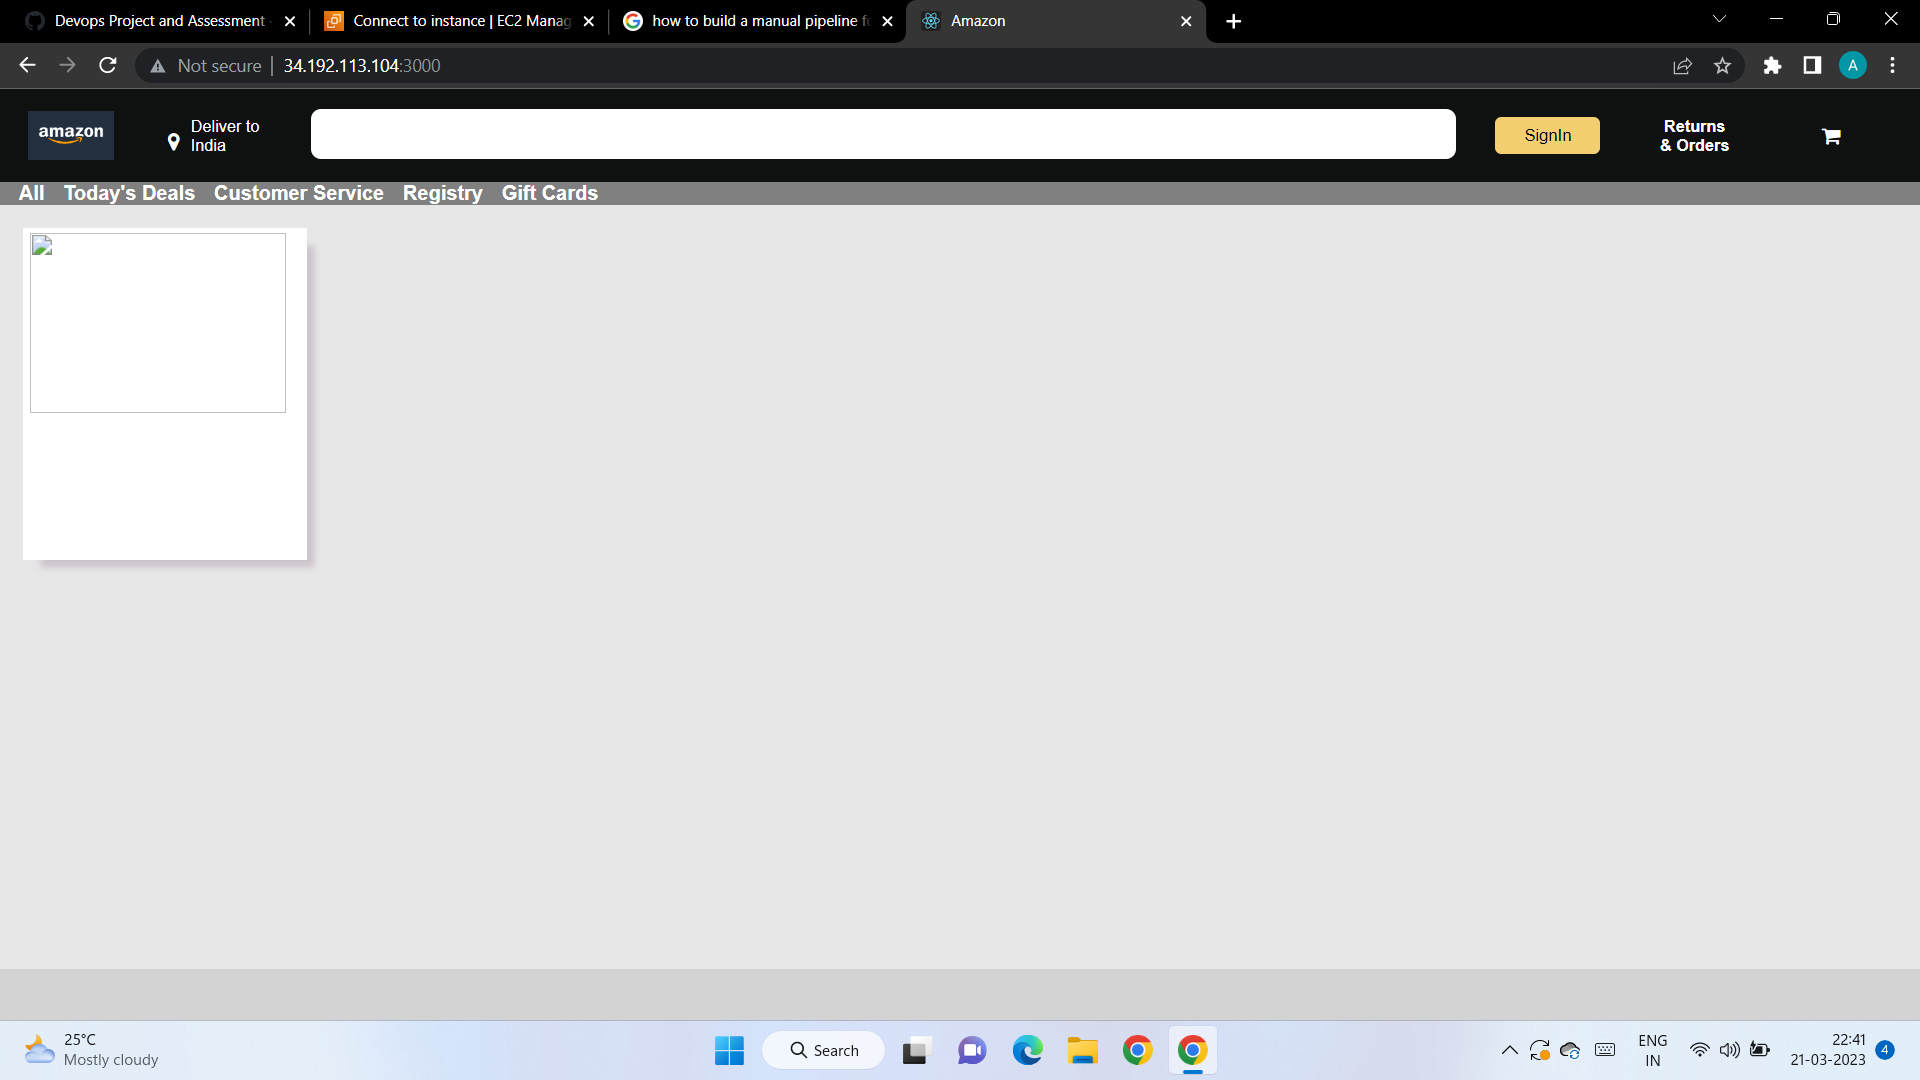 Devops Project and Assessment
Connect to instance | EC2 Manag
how to build a manual pipeline fo
Amazon
Not secure
34.192.113.104:3000
A
amazon
Deliver to
India
SignIn
Returns
& Orders
All
Today's Deals
Customer Service
Registry
Gift Cards
25°C
Mostly cloudy
Search
ENG
IN
22:41
21-03-2023
4